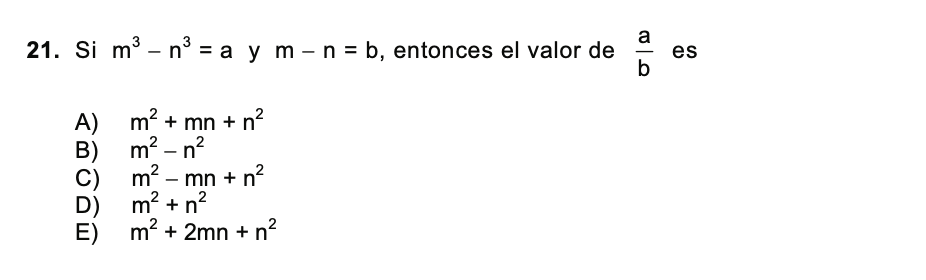 21. Si m³ – n³ = a y m – n = b, entonces el valor de a/b es
A) m² + mn + n²
B) m² – n²
C) m² – mn + n²
D) m² + n²
E) m² + 2mn + n²